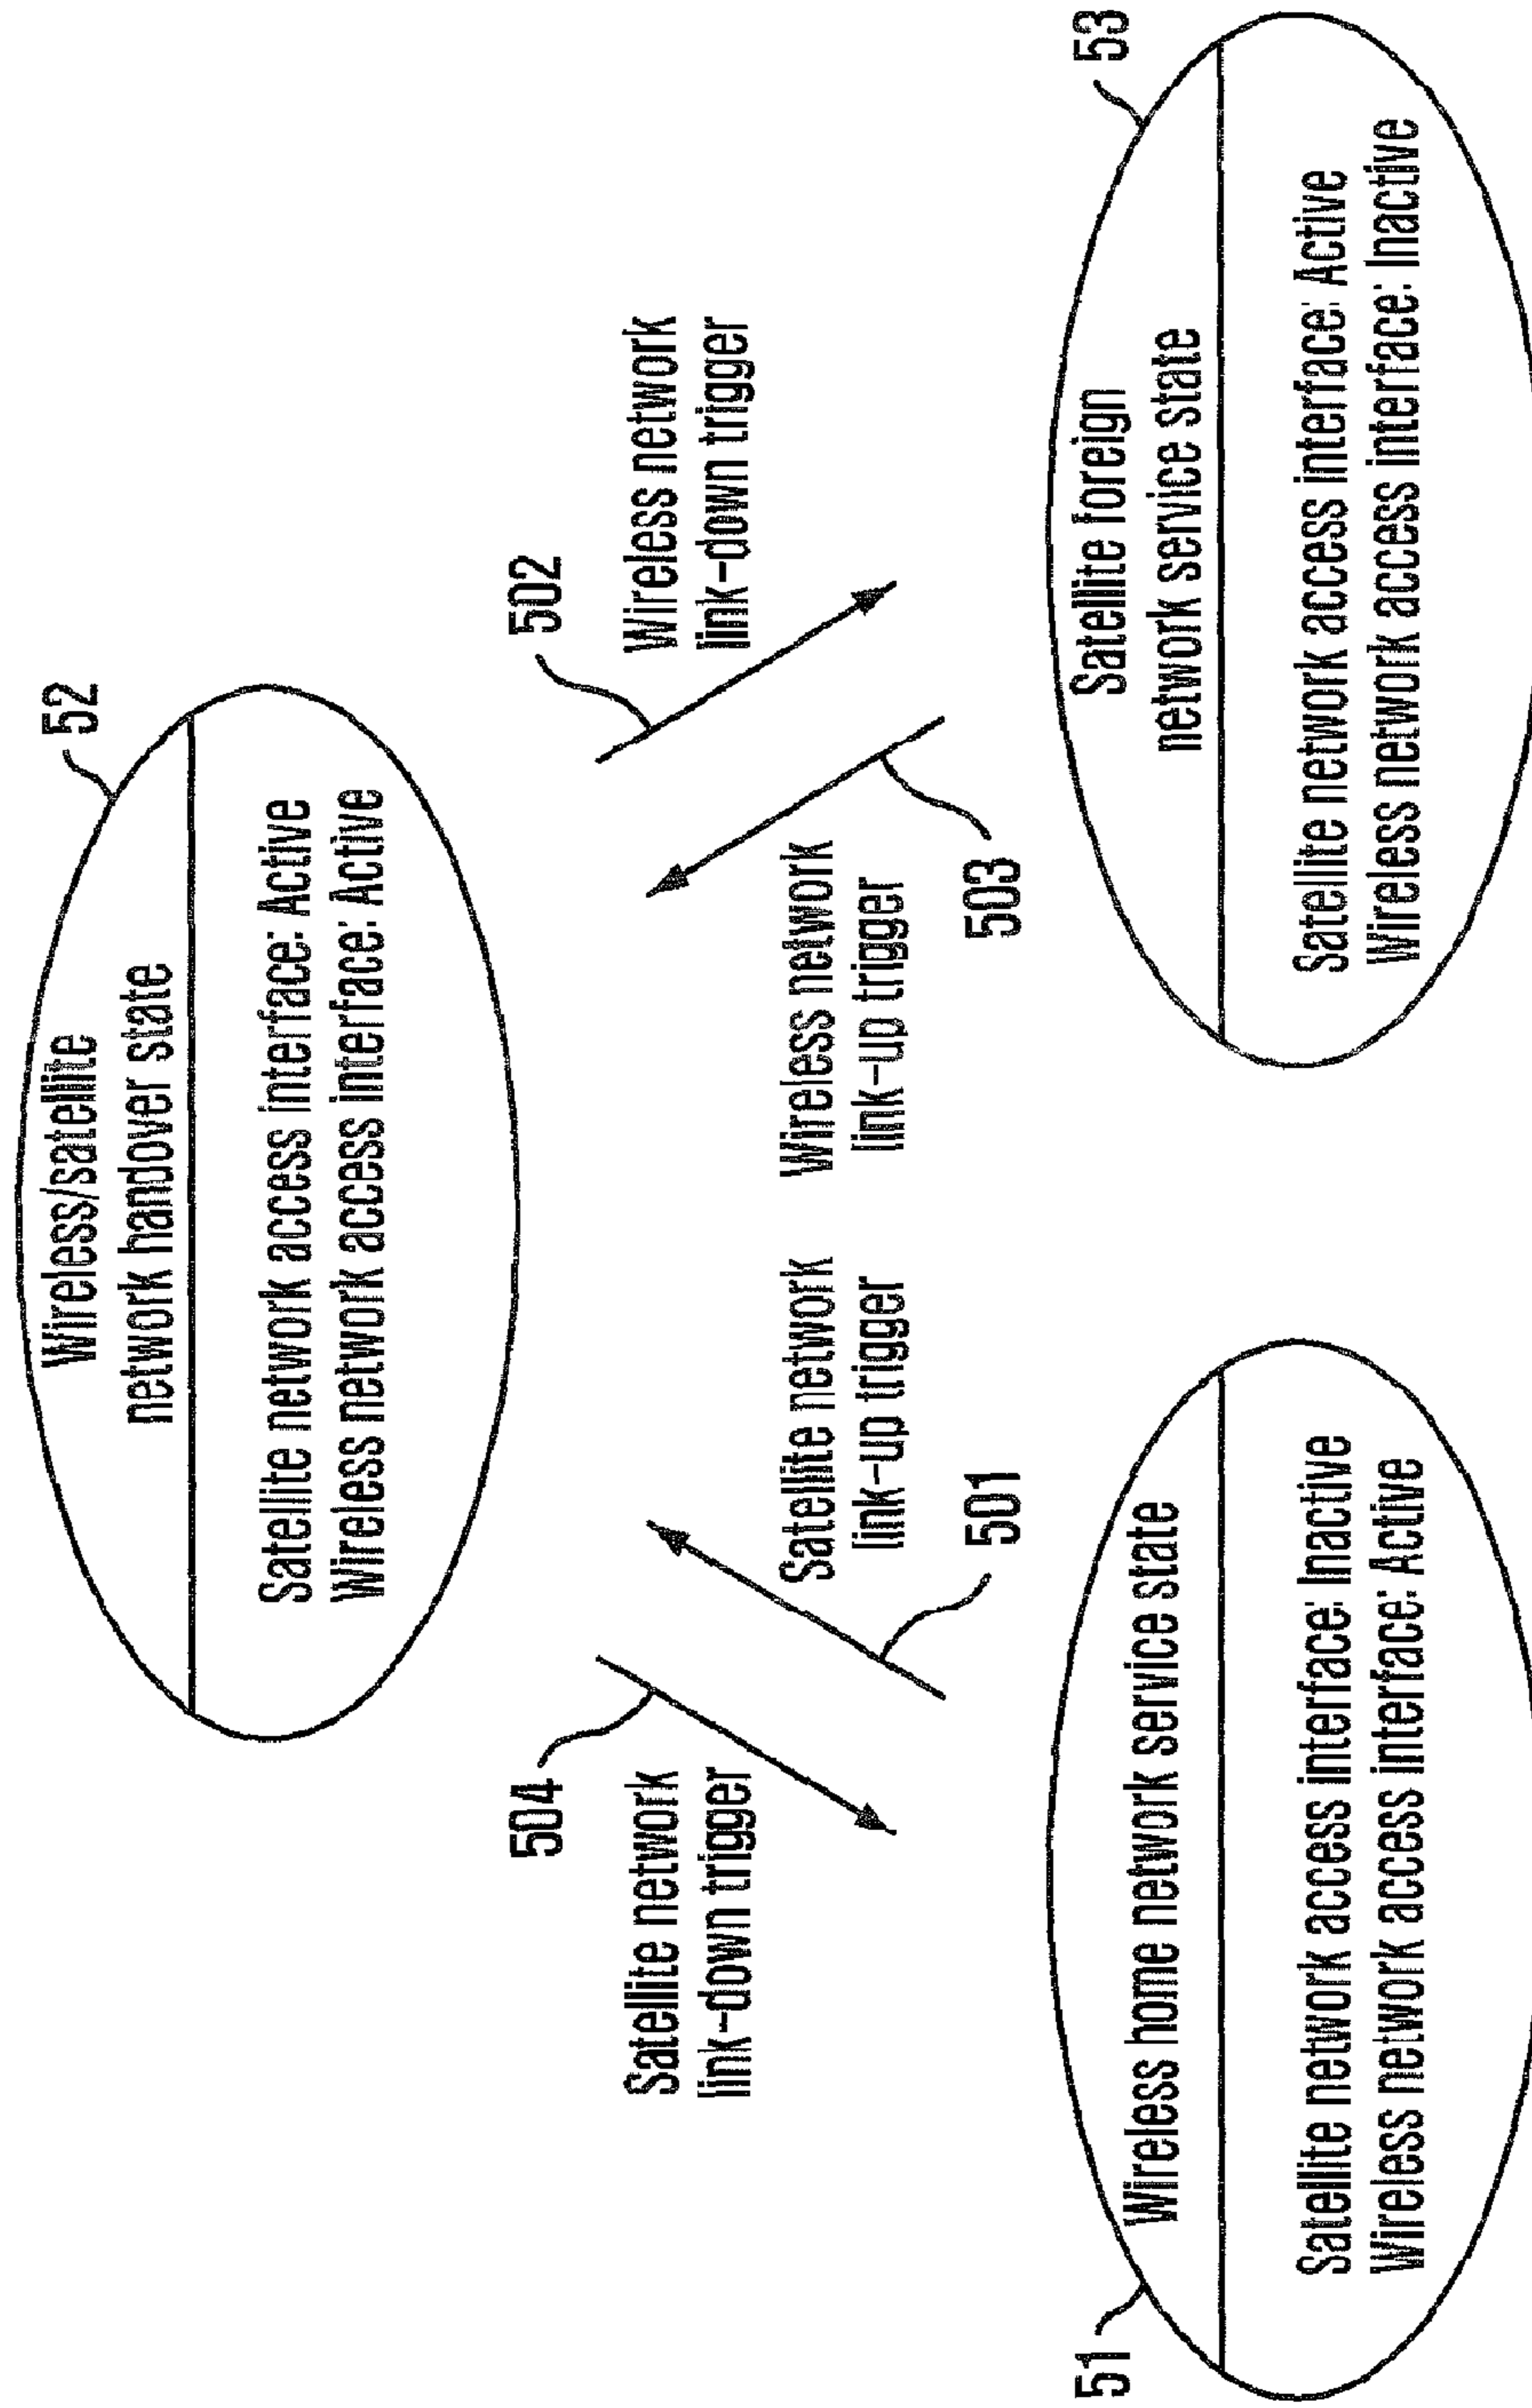 52
Wireless/satellite
network handover state
Satellite network access interface: Active
Wireless network access interface: Active
504
Satellite network
link-down trigger
502
Wireless network
link-down trigger
Satellite network
link-up trigger
501
Wireless network
link-up trigger
503
51
Wireless home network service state
Satellite network access interface: Inactive
Wireless network access interface: Active
53
Satellite foreign
network service state
Satellite network access interface: Active
Wireless network access interface: Inactive